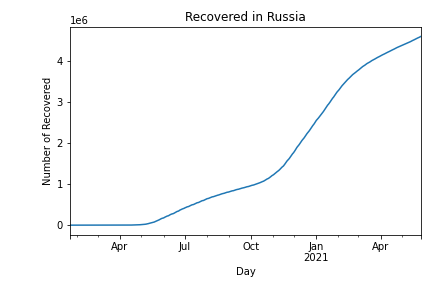 Recovered in Russia
1e6
Number of Recovered
4
3
2
1
0
Apr
Jul
Oct
Jan
2021
Apr
Day